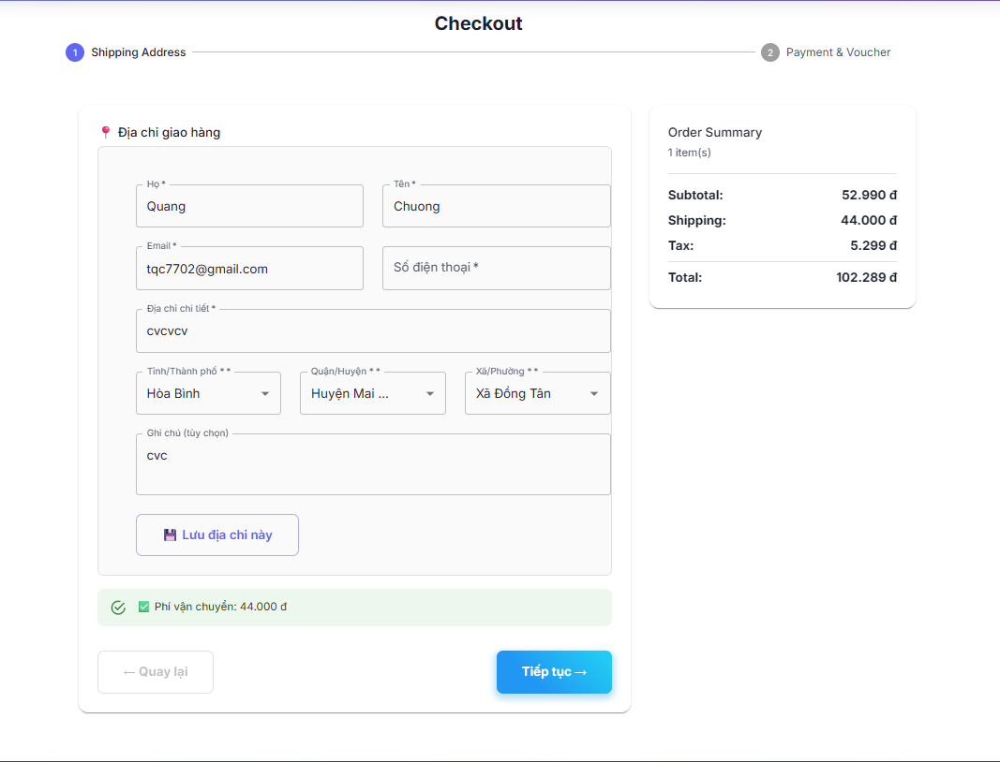 Checkout
1 Shipping Address
2 Payment & Voucher
📍 Địa chỉ giao hàng
Họ *
Quang
Tên *
Chuong
Email *
tqc7702@gmail.com
Số điện thoại *
Địa chỉ chi tiết *
cvcvcv
Tỉnh/Thành phố * *
Hòa Bình
Quận/Huyện * *
Huyện Mai ...
Xã/Phường * *
Xã Đồng Tân
Ghi chú (tùy chọn)
cvc
💾 Lưu địa chỉ này
✅ Phí vận chuyển: 44.000 đ
← Quay lại
Tiếp tục →
Order Summary
1 item(s)
Subtotal: 52.990 đ
Shipping: 44.000 đ
Tax: 5.299 đ
Total: 102.289 đ